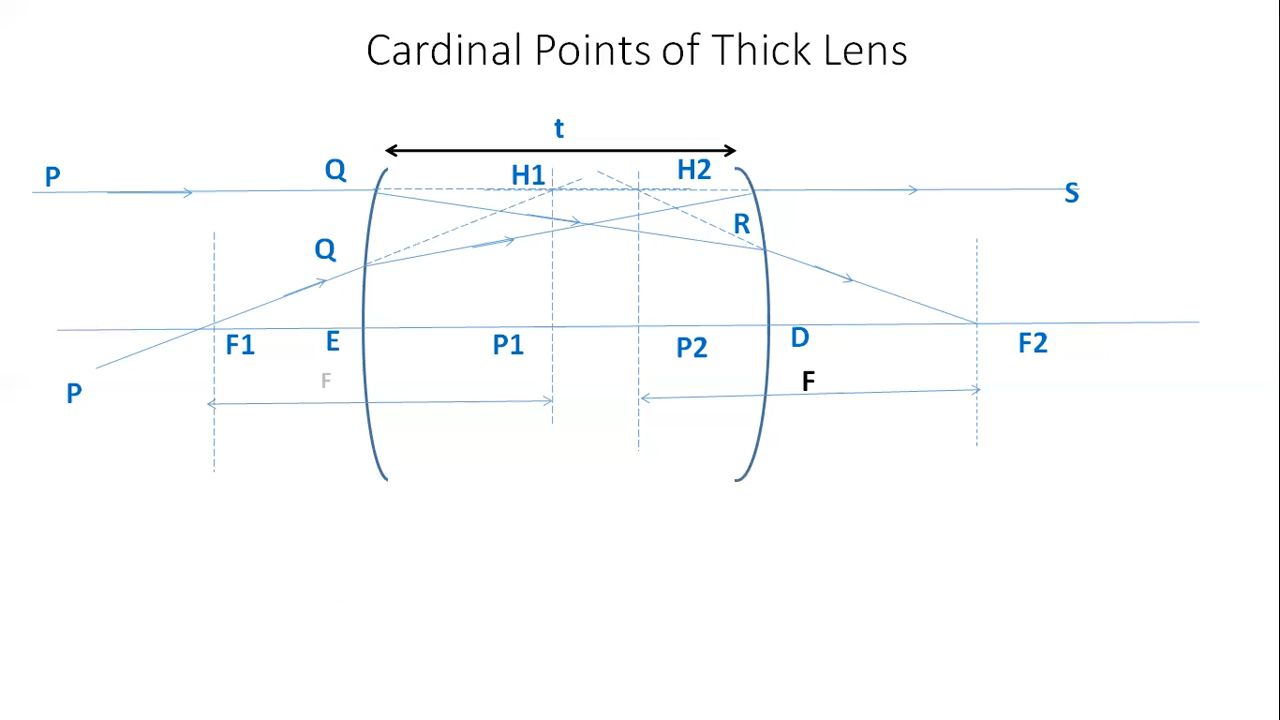 Cardinal Points of Thick Lens
t
P
Q
H1
H2
S
R
Q
F1
E
P1
P2
D
F2
F
F
P